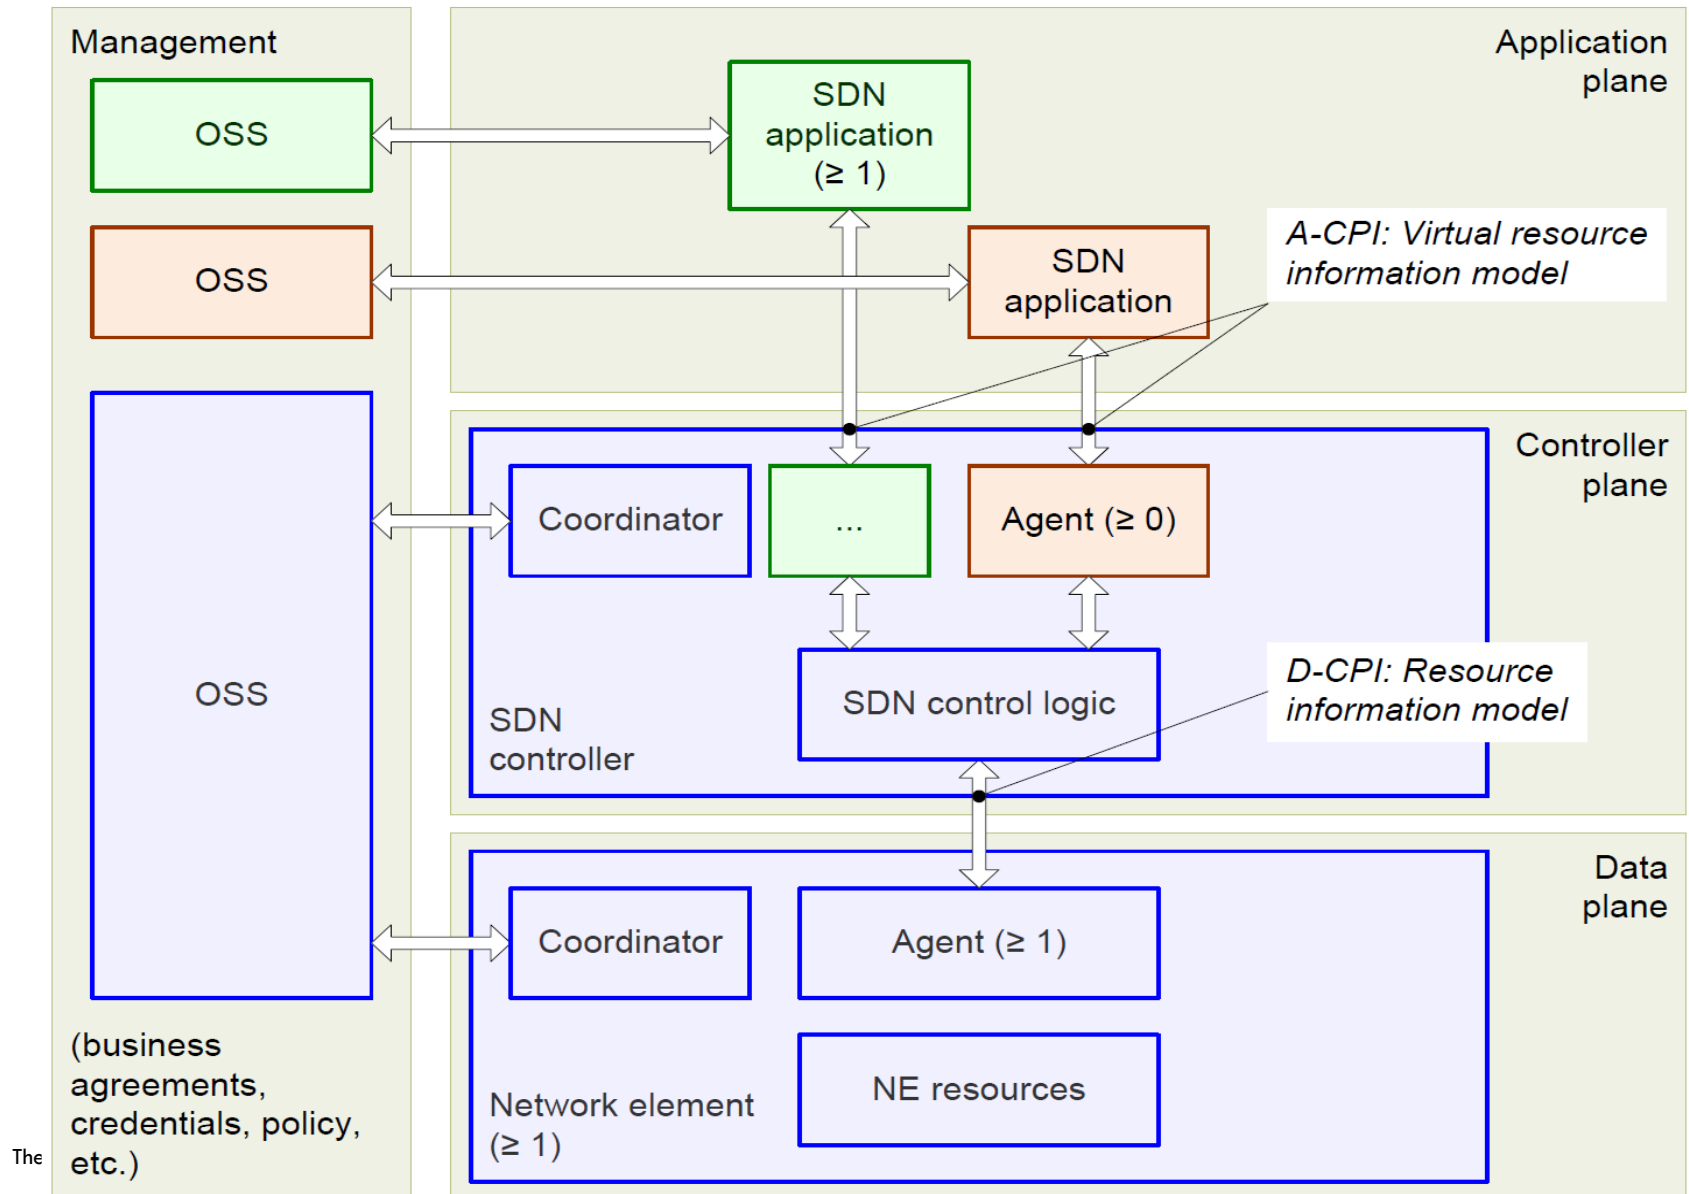 Management
OSS
OSS
OSS
(business
agreements,
credentials, policy,
etc.)
The
Application
plane
SDN
application
(≥ 1)
SDN
application
A-CPI: Virtual resource
information model
Controller
plane
Coordinator
...
Agent (≥ 0)
SDN control logic
SDN
controller
D-CPI: Resource
information model
Data
plane
Coordinator
Agent (≥ 1)
NE resources
Network element
(≥ 1)